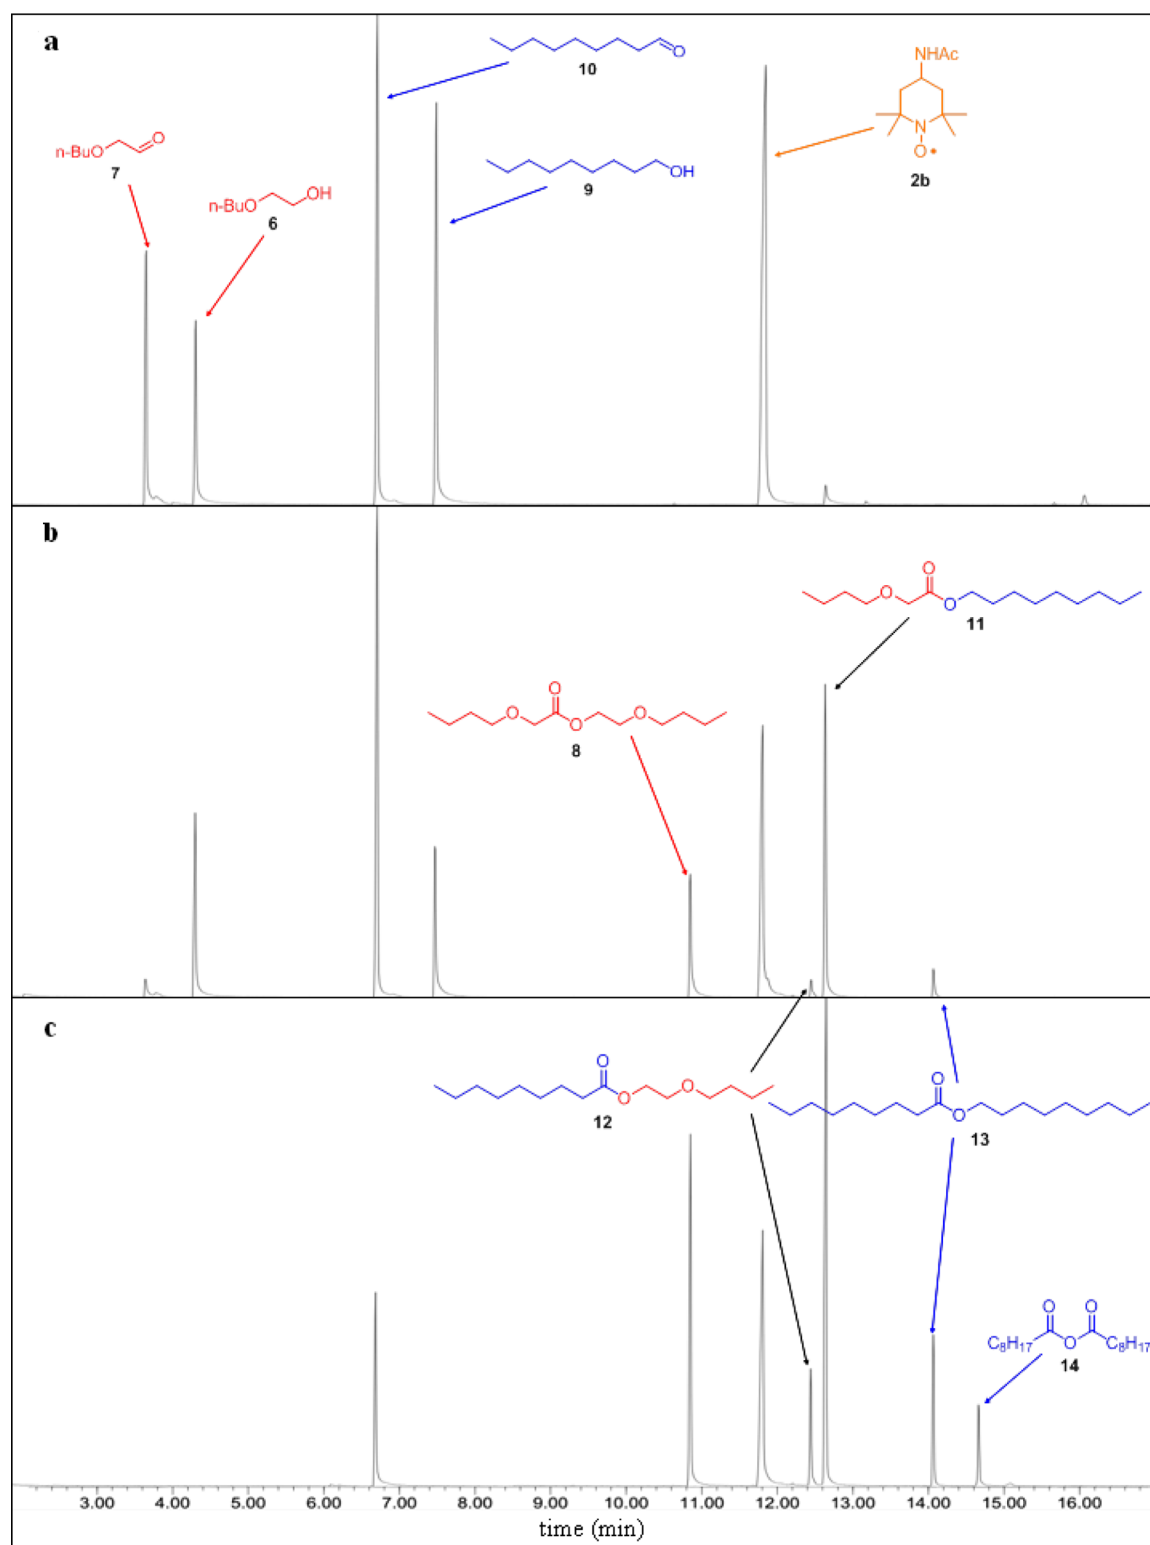 a
O
10
NHAc
N
O•
2b
n-BuO
O
7
n-BuO
OH
6
OH
9
b
O
O
O
11
O
O
O
O
8
c
O
O
O
12
O
O
13
O
O
C8H17
O
C8H17
14
3.00 4.00 5.00 6.00 7.00 8.00 9.00 10.00 11.00 12.00 13.00 14.00 15.00 16.00
time (min)